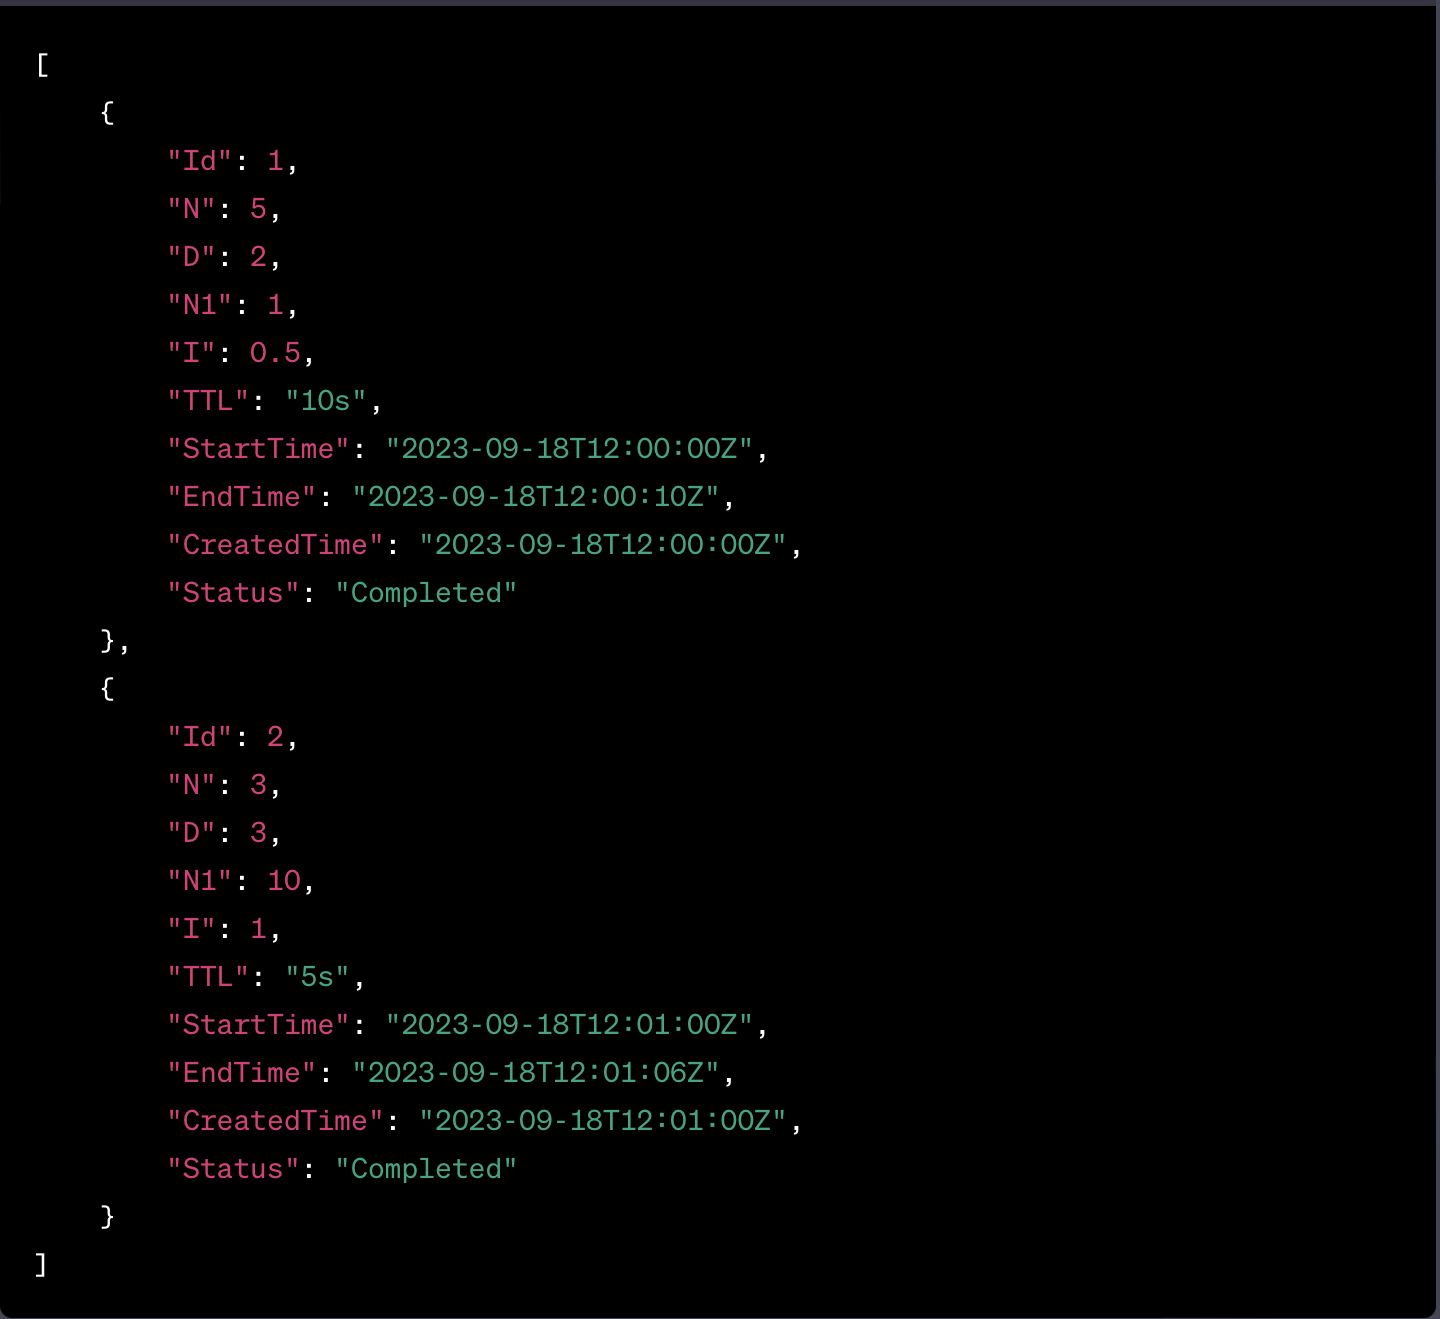 [
{
"Id": 1,
"N": 5,
"D": 2,
"N1": 1,
"I": 0.5,
"TTL": "10s",
"StartTime": "2023-09-18T12:00:00Z",
"EndTime": "2023-09-18T12:00:10Z",
"CreatedTime": "2023-09-18T12:00:00Z",
"Status": "Completed"
},
{
"Id": 2,
"N": 3,
"D": 3,
"N1": 10,
"I": 1,
"TTL": "5s",
"StartTime": "2023-09-18T12:01:00Z",
"EndTime": "2023-09-18T12:01:06Z",
"CreatedTime": "2023-09-18T12:01:00Z",
"Status": "Completed"
}
]